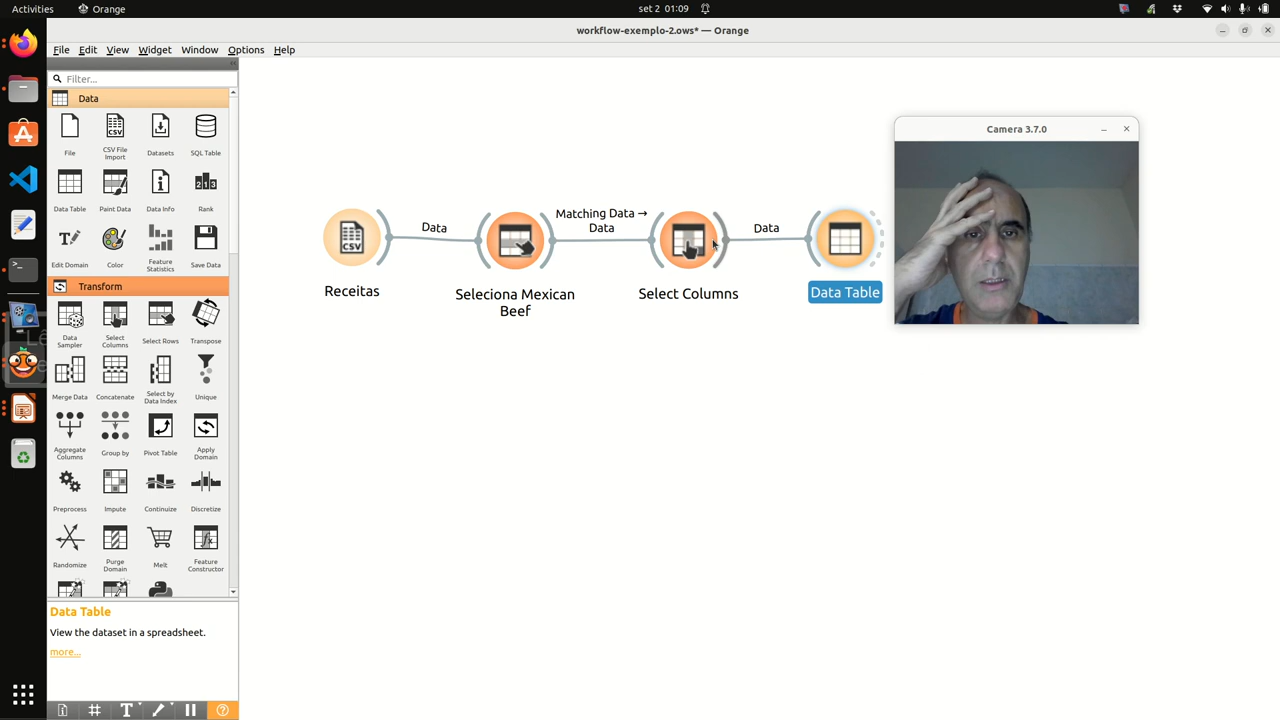 Activities
Orange
set 2 01:09
workflow-exemplo-2.ows* — Orange
File Edit View Widget Window Options Help
Filter...
Data
File
CSV File
Import
Datasets
SQL Table
Data Table
Paint Data
Data Info
Rank
Edit Domain
Color
Feature
Statistics
Save Data
Transform
Data
Sampler
Select
Columns
Select Rows
Transpose
Merge Data
Concatenate
Select by
Data Index
Unique
Aggregate
Columns
Group by
Pivot Table
Apply
Domain
Preprocess
Impute
Continuize
Discretize
Randomize
Purge
Domain
Melt
Feature
Constructor
Data Table
View the dataset in a spreadsheet.
more...
CSV
Receitas
Data
Seleciona Mexican
Beef
Matching Data →
Data
Select Columns
Data
Data Table
Camera 3.7.0